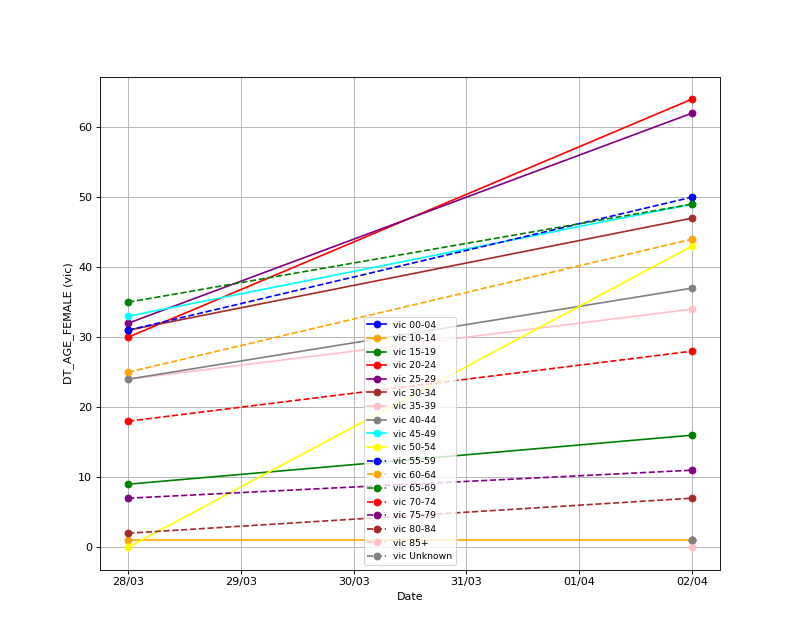 60
50
40
30
20
10
0
DT_AGE_FEMALE (vic)
vic 00-04
vic 10-14
vic 15-19
vic 20-24
vic 25-29
vic 30-34
vic 35-39
vic 40-44
vic 45-49
vic 50-54
vic 55-59
vic 60-64
vic 65-69
vic 70-74
vic 75-79
vic 80-84
vic 85+
vic Unknown
28/03 29/03 30/03 31/03 01/04 02/04
Date